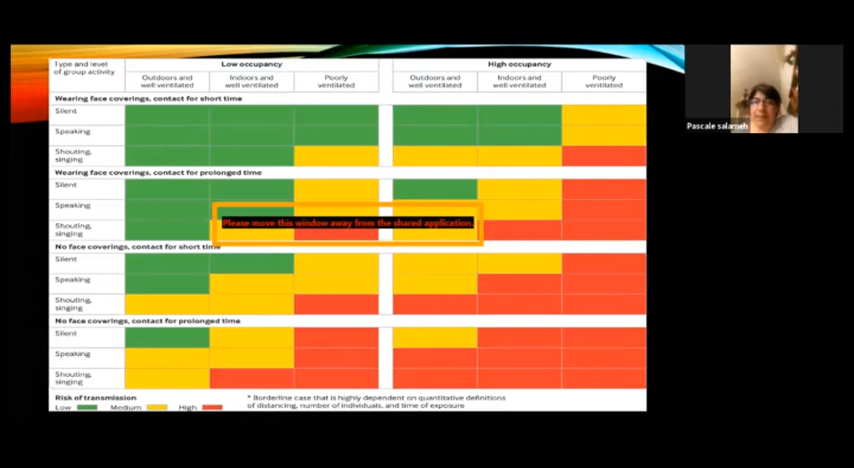 Type and level
of group activity
Low occupancy
High occupancy
Outdoors and
well ventilated
Indoors and
well ventilated
Poorly
ventilated
Outdoors and
well ventilated
Indoors and
well ventilated
Poorly
ventilated
Wearing face coverings, contact for short time
Silent
Speaking
Shouting,
singing
Wearing face coverings, contact for prolonged time
Silent
Speaking
Shouting,
singing
Please move this window away from the shared application.
No face coverings, contact for short time
Silent
Speaking
Shouting,
singing
No face coverings, contact for prolonged time
Silent
Speaking
Shouting,
singing
Risk of transmission
Low Medium High
* Borderline case that is highly dependent on quantitative definitions
of distancing, number of individuals, and time of exposure
Pascale salameh